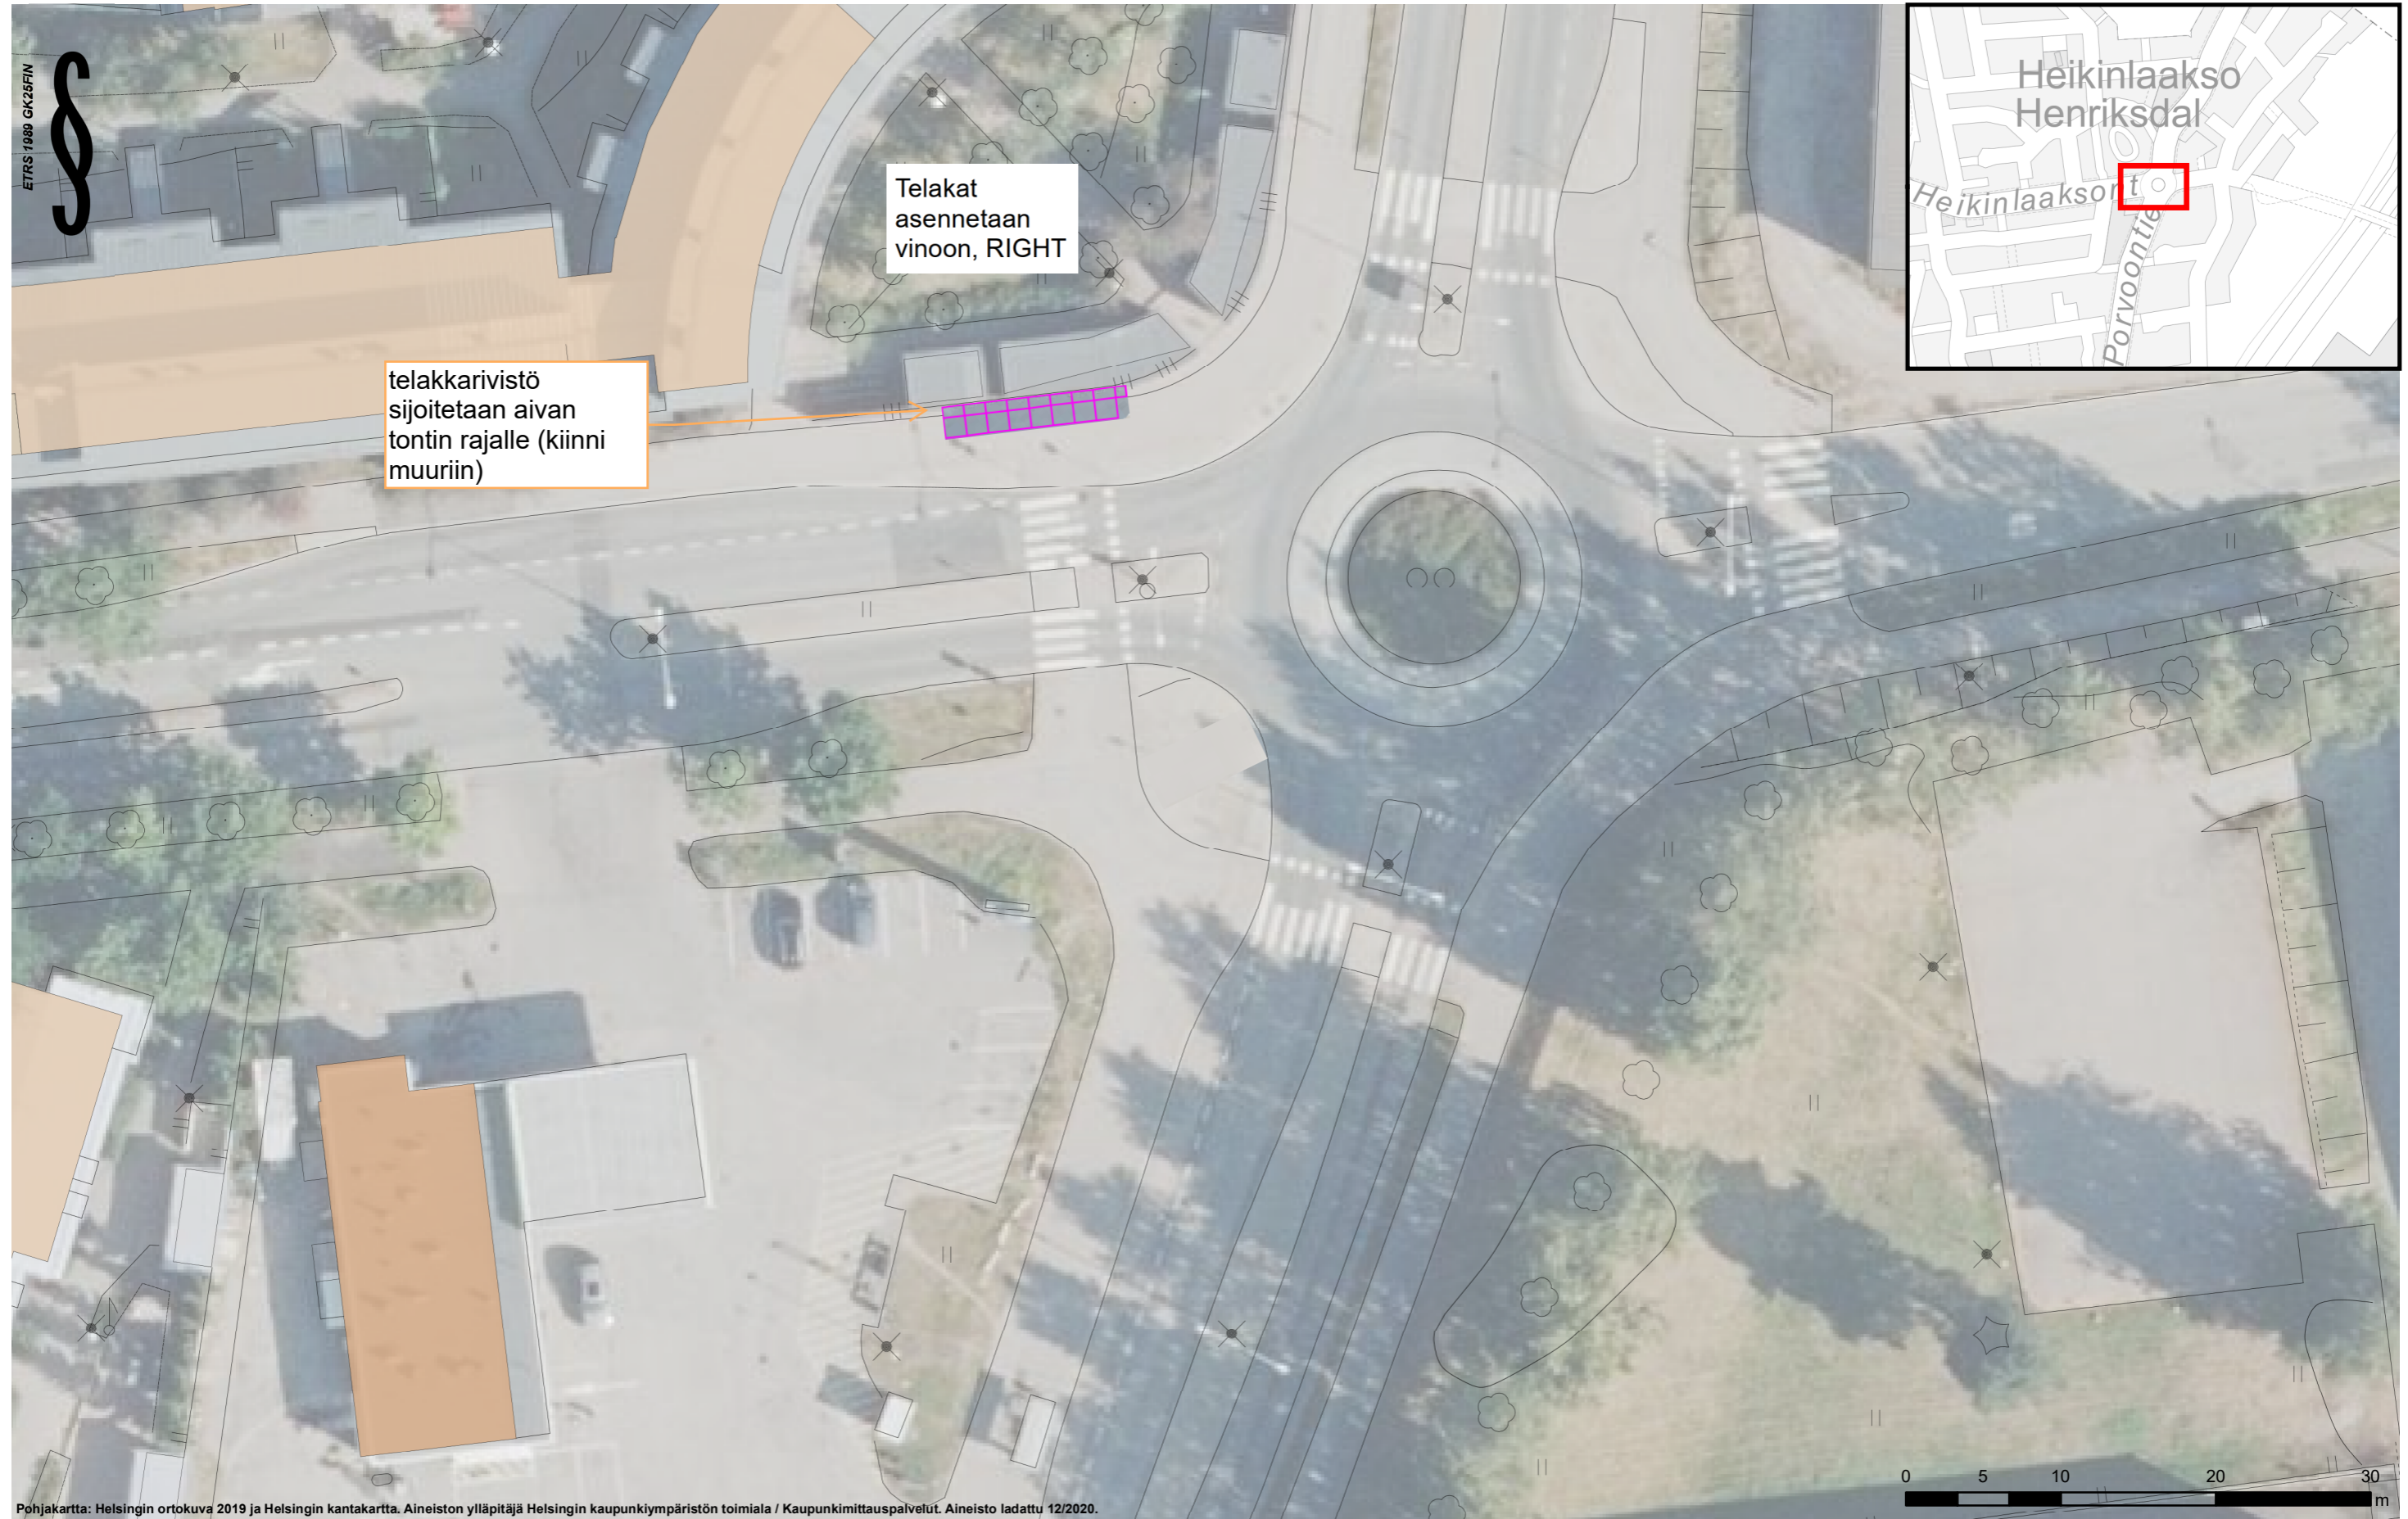 ETRS 1989 GK25FIN
§
Telakat
asennetaan
vinoon, RIGHT
telakkarivistö
sijoitetaan aivan
tontin rajalle (kiinni
muuriin)
Heikinlaakso
Henriksdal
Heikinlaaksont
Porvoontie
0 5 10 20 30
m
Pohjakartta: Helsingin ortokuva 2019 ja Helsingin kantakartta. Aineiston ylläpitäjä Helsingin kaupunkiympäristön toimiala / Kaupunkimittauspalvelut. Aineisto ladattu 12/2020.